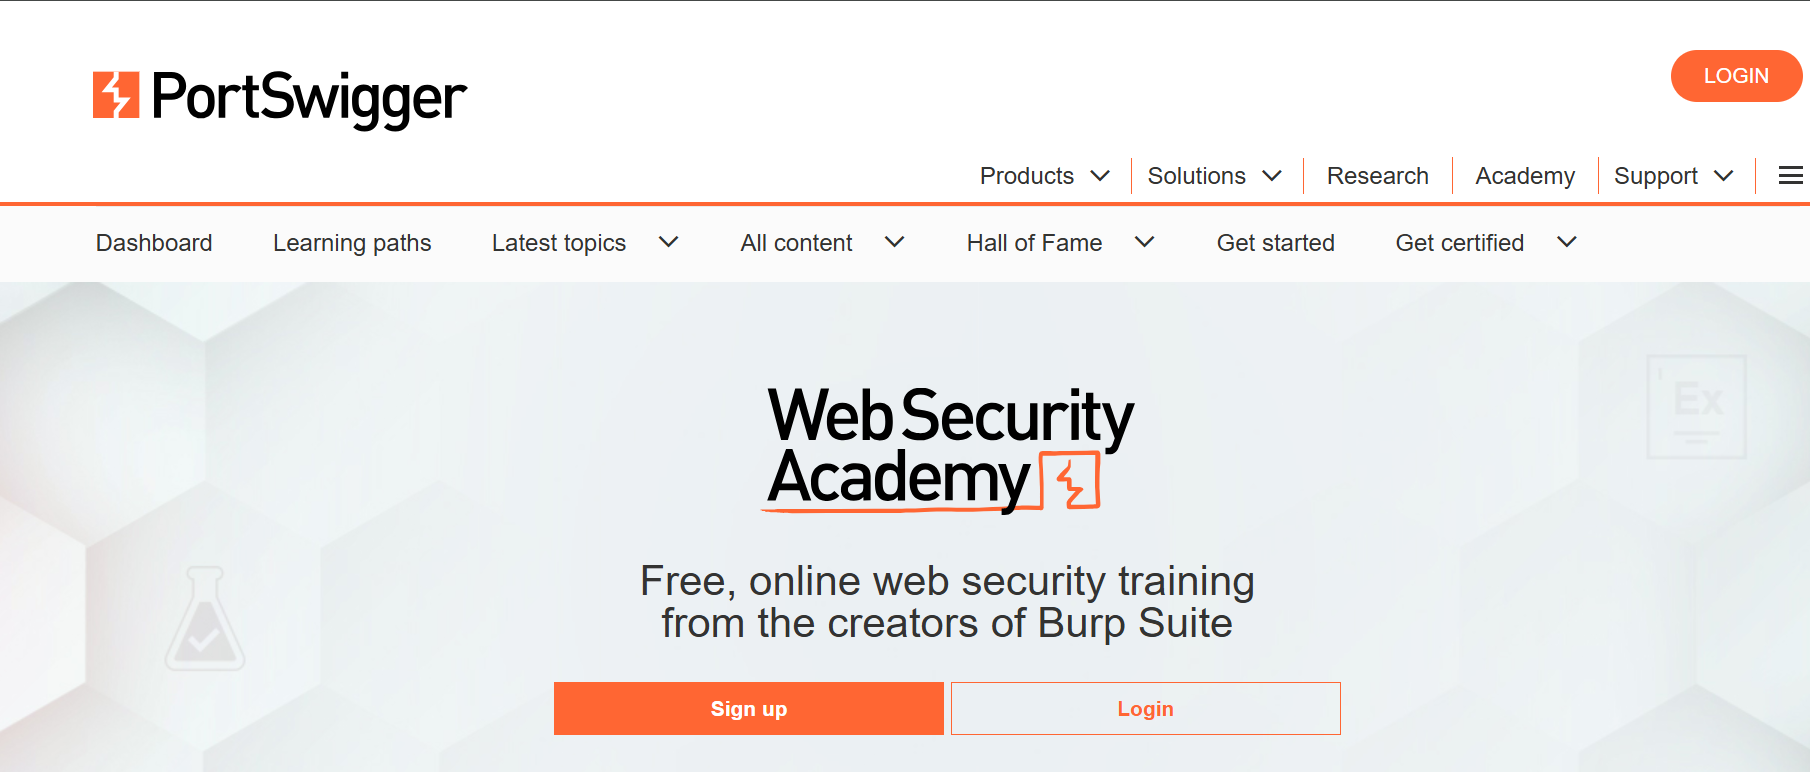 PortSwigger
LOGIN
Products
Solutions
Research
Academy
Support
Dashboard
Learning paths
Latest topics
All content
Hall of Fame
Get started
Get certified
Ex
Web Security
Academy
Free, online web security training
from the creators of Burp Suite
Sign up
Login